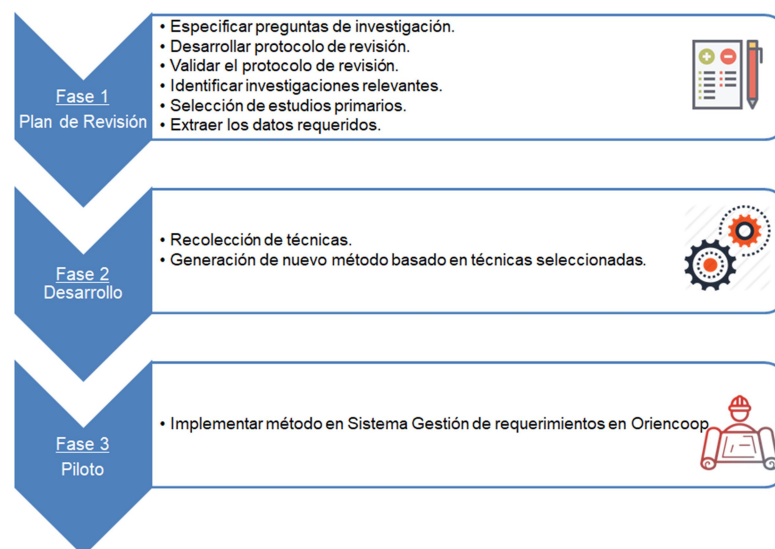 Fase 1
Plan de Revisión
• Especificar preguntas de investigación.
• Desarrollar protocolo de revisión.
• Validar el protocolo de revisión.
• Identificar investigaciones relevantes.
• Selección de estudios primarios.
• Extraer los datos requeridos.
Fase 2
Desarrollo
• Recolección de técnicas.
• Generación de nuevo método basado en técnicas seleccionadas.
Fase 3
Piloto
• Implementar método en Sistema Gestión de requerimientos en Oriencoop